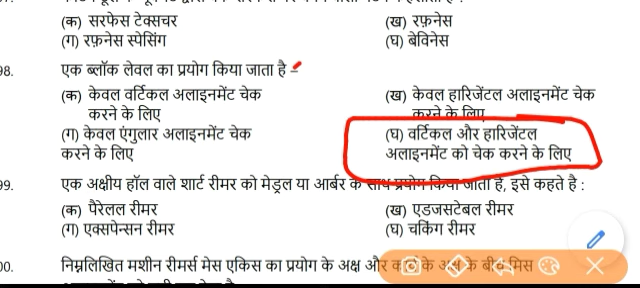 (क) सरफेस टेक्सचर (ख) रफ़नेस
(ग) रफ़नेस स्पेसिंग (घ) बेविनेस
98. एक ब्लॉक लेवल का प्रयोग किया जाता है -
(क) केवल वर्टिकल अलाइनमेंट चेक (ख) केवल हारिजेंटल अलाइनमेंट चेक
करने के लिए करने के लिए
(ग) केवल एंगुलार अलाइनमेंट चेक (घ) वर्टिकल और हारिजेंटल
करने के लिए अलाइनमेंट को चेक करने के लिए
99. एक अक्षीय हॉल वाले शार्ट रीमर को मेड्रल या आर्बर के साथ प्रयोग किया जाता है, इसे कहते है :
(क) पैरेलल रीमर (ख) एडजसटेबल रीमर
(ग) एक्सपेन्सन रीमर (घ) चकिंग रीमर
00. निम्नलिखित मशीन रीमर्स मेस एकिस का प्रयोग के अक्ष और के बीच मिस